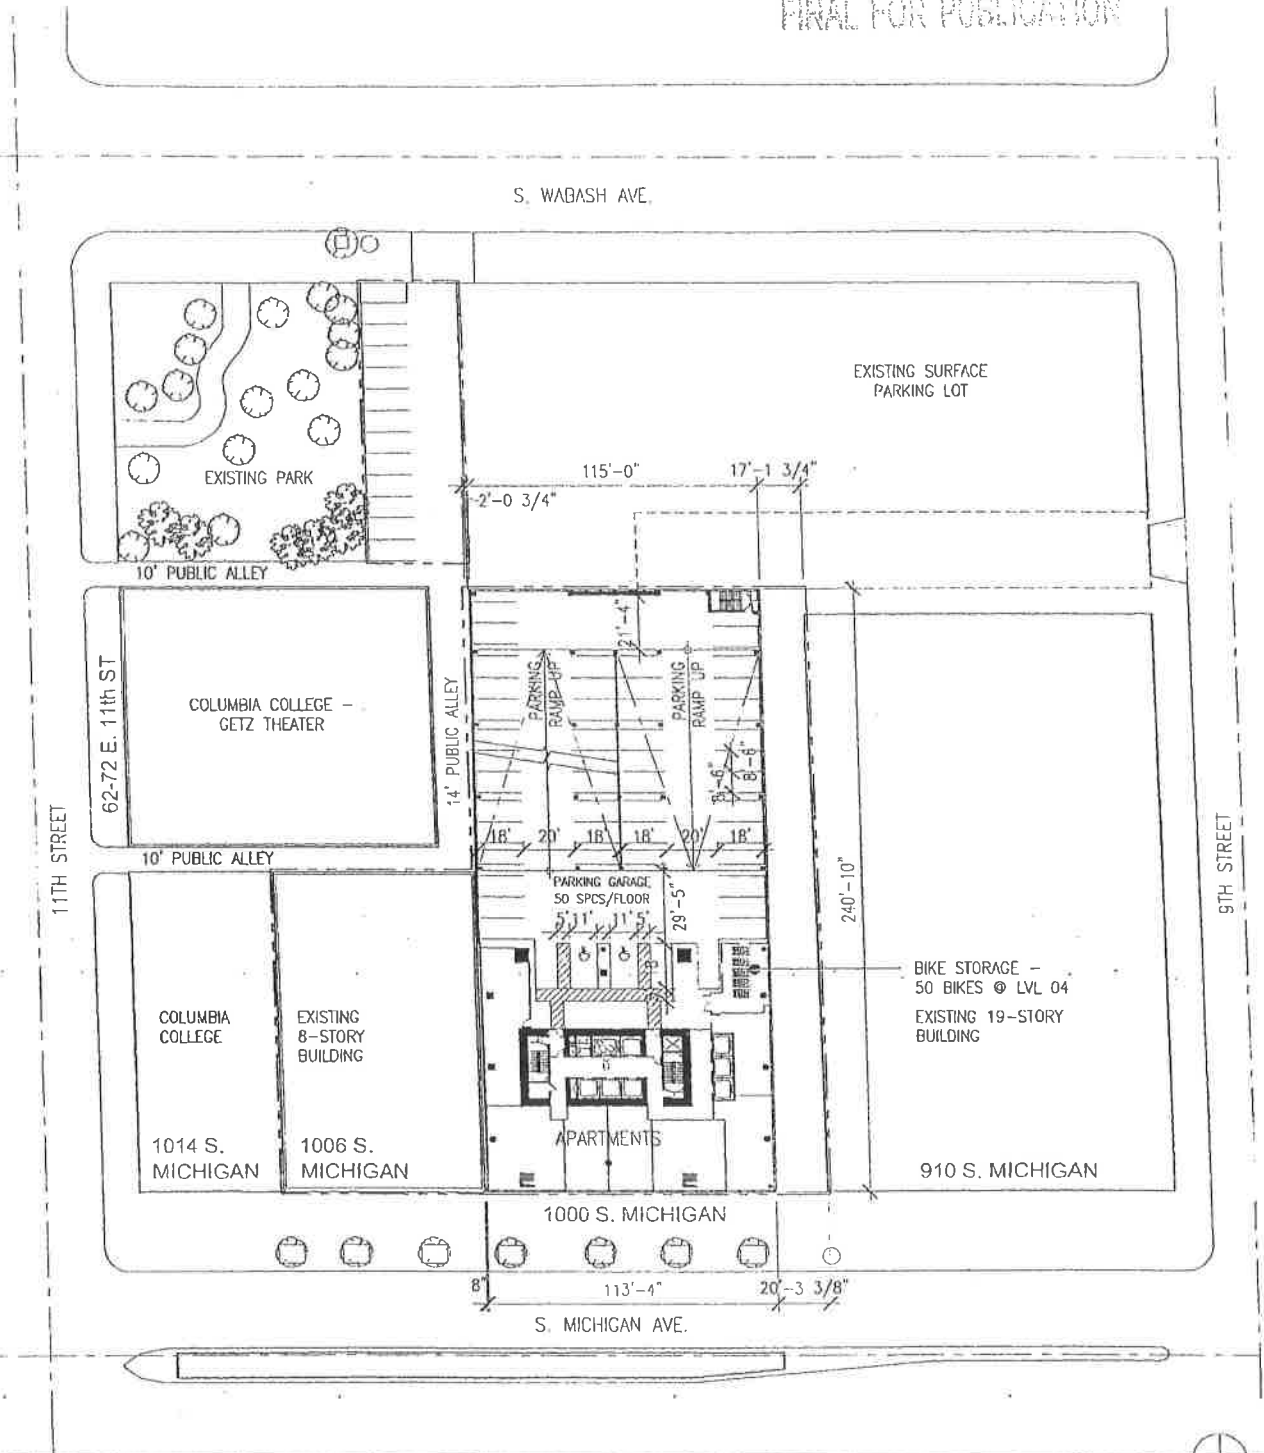 FINAL FOR PUBLICATION
S. WABASH AVE.
EXISTING SURFACE
PARKING LOT
EXISTING PARK
115'-0"
17'-1 3/4"
2'-0 3/4"
10' PUBLIC ALLEY
21'-4"
62-72 E. 11th ST
COLUMBIA COLLEGE -
GETZ THEATER
14' PUBLIC ALLEY
PARKING
RAMP UP
PARKING
RAMP UP
8'-6"
8'-6"
18'
20'
18'
18'
20'
18'
11TH STREET
9TH STREET
10' PUBLIC ALLEY
PARKING GARAGE
50 SPCS/FLOOR
29'-5"
240'-10"
5'
11'
11'
5'
BIKE STORAGE -
50 BIKES @ LVL 04
COLUMBIA
COLLEGE
EXISTING
8-STORY
BUILDING
EXISTING 19-STORY
BUILDING
APARTMENTS
1014 S.
MICHIGAN
1006 S.
MICHIGAN
910 S. MICHIGAN
1000 S. MICHIGAN
8"
113'-4"
20'-3 3/8"
S. MICHIGAN AVE.